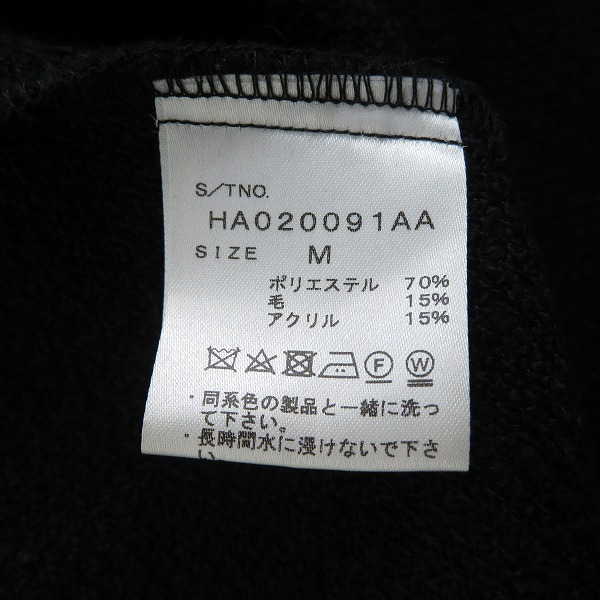 S/TNO.
HA020091AA
SIZE M
ポリエステル 70%
毛 15%
アクリル 15%
F W
・同系色の製品と一緒に洗っ
て下さい。
・長時間水に浸けないで下さ
い。